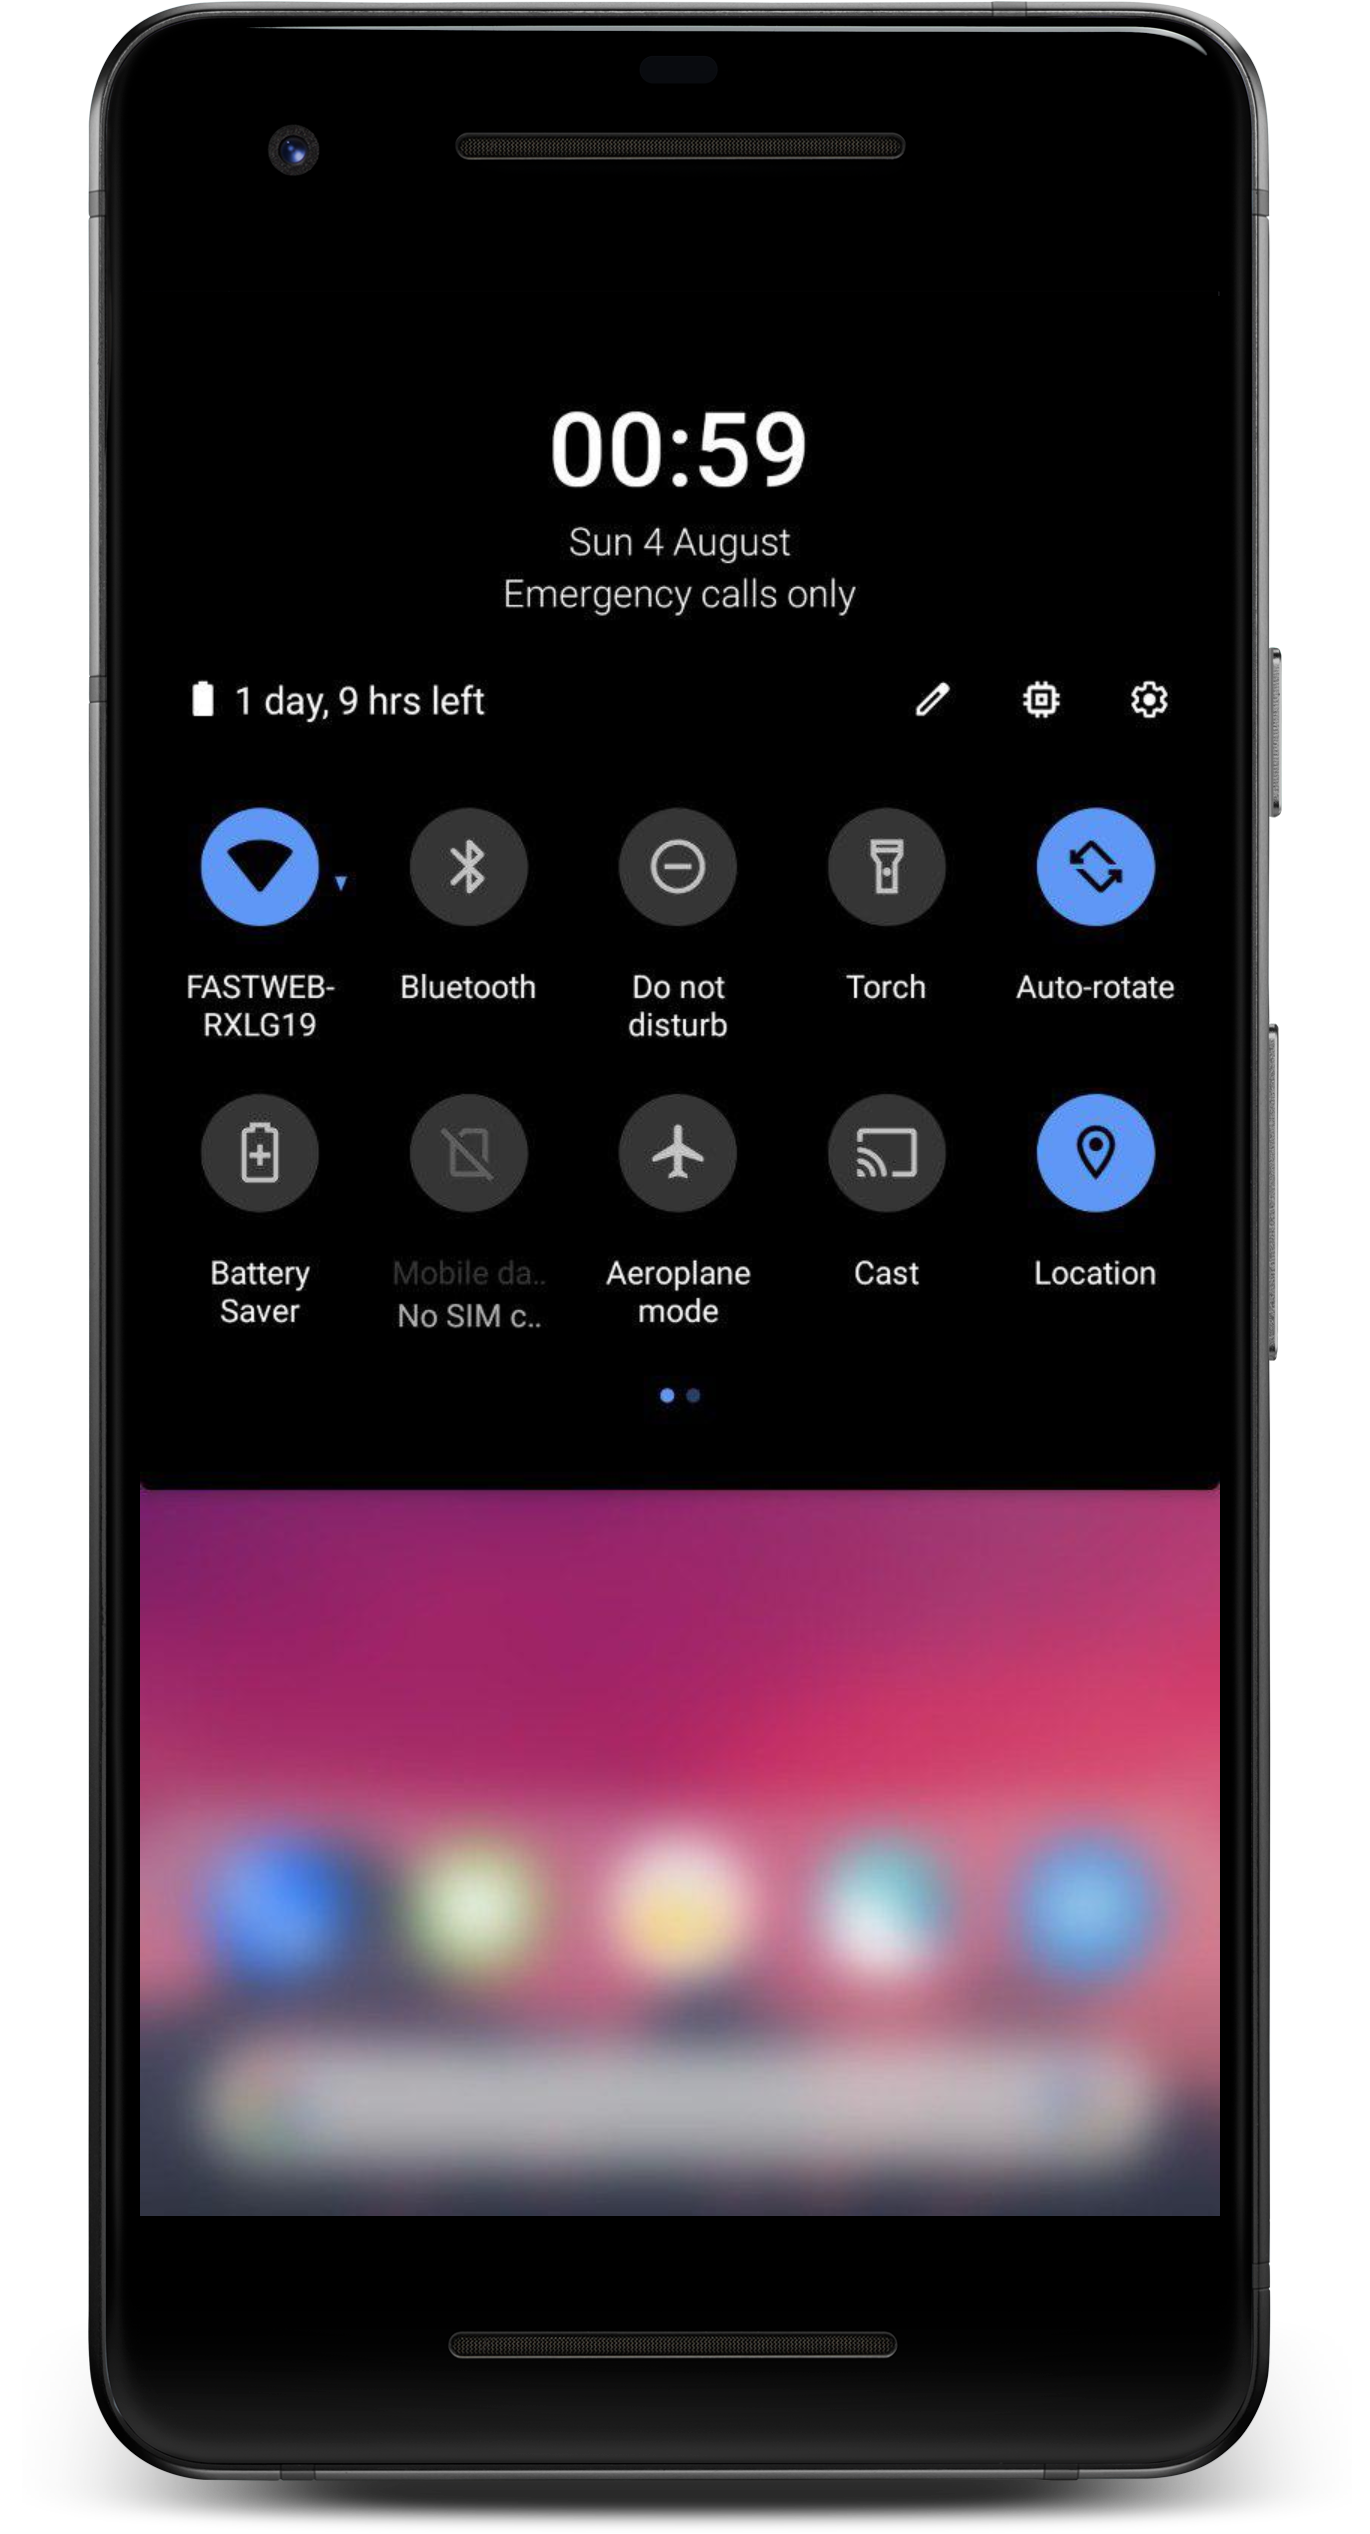 00:59
Sun 4 August
Emergency calls only
1 day, 9 hrs left
FASTWEB-
RXLG19
Bluetooth
Do not
disturb
Torch
Auto-rotate
Battery
Saver
Mobile da..
No SIM c..
Aeroplane
mode
Cast
Location